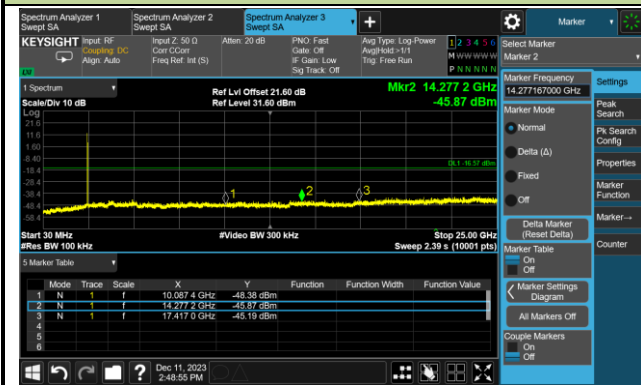 Spectrum Analyzer 1
Swept SA
Spectrum Analyzer 2
Swept SA
Spectrum Analyzer 3
Swept SA
+
Marker
KEYSIGHT
Input: RF
Coupling: DC
Align: Auto
Input Z: 50 Ω
Corr CCorr
Freq Ref: Int (S)
Atten: 20 dB
PNO: Fast
Gate: Off
IF Gain: Low
Sig Track: Off
Avg Type: Log-Power
Avg|Hold:>1/1
Trig: Free Run
1 2 3 4 5 6
M W W W W W
P N N N N N
LW
Select Marker
Marker 2
1 Spectrum
Scale/Div 10 dB
Ref Lvl Offset 21.60 dB
Ref Level 31.60 dBm
Mkr2 14.277 2 GHz
-45.87 dBm
Log
21.6
11.6
1.60
-8.40
-18.4
-28.4
-38.4
-48.4
-58.4
DL1 -16.57 dBm
1
2
3
Start 30 MHz
#Res BW 100 kHz
#Video BW 300 kHz
Stop 25.00 GHz
Sweep 2.39 s (10001 pts)
5 Marker Table
Mode Trace Scale X Y Function Function Width Function Value
1 N 1 f 10.087 4 GHz -48.38 dBm
2 N 1 f 14.277 2 GHz -45.87 dBm
3 N 1 f 17.417 0 GHz -45.19 dBm
4
5
6
Marker Frequency
14.277167000 GHz
Marker Mode
Normal
Delta (Δ)
Fixed
Off
Delta Marker
(Reset Delta)
Marker Table
On
Off
Marker Settings
Diagram
All Markers Off
Couple Markers
On
Off
Settings
Peak
Search
Pk Search
Config
Properties
Marker
Function
Marker→
Counter
?
Dec 11, 2023
2:48:55 PM